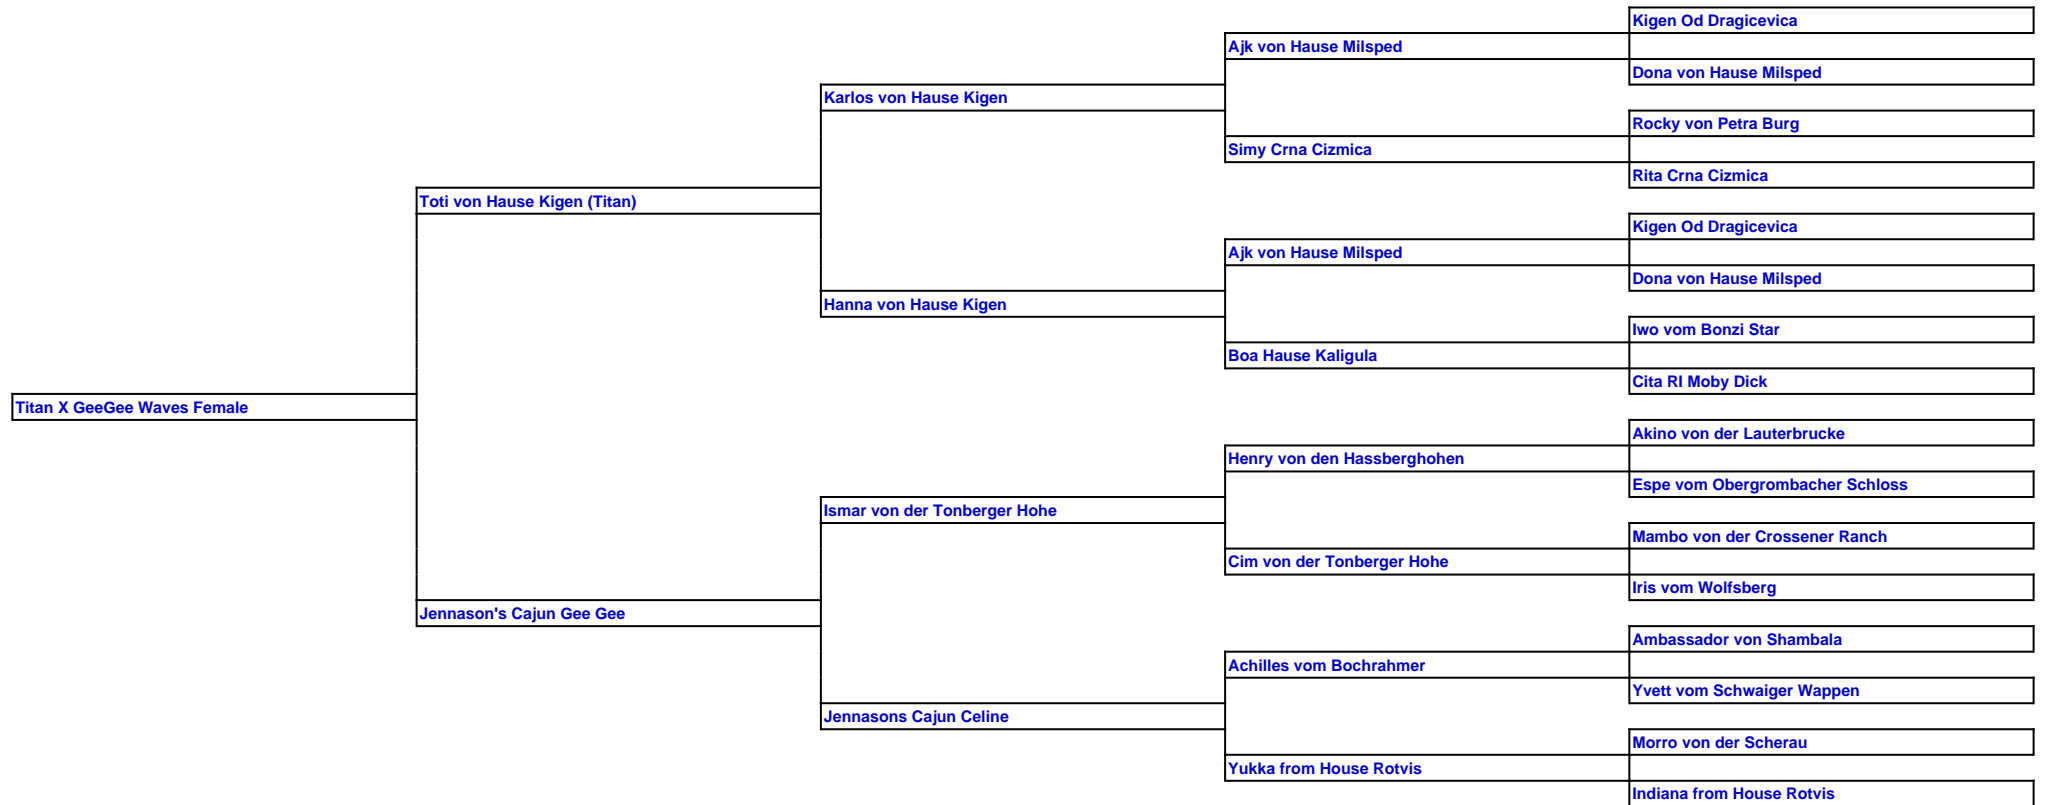 Kigen Od Dragicevica
Ajk von Hause Milsped
Dona von Hause Milsped
Karlos von Hause Kigen
Rocky von Petra Burg
Simy Crna Cizmica
Rita Crna Cizmica
Toti von Hause Kigen (Titan)
Kigen Od Dragicevica
Ajk von Hause Milsped
Dona von Hause Milsped
Hanna von Hause Kigen
Iwo vom Bonzi Star
Boa Hause Kaligula
Cita RI Moby Dick
Titan X GeeGee Waves Female
Akino von der Lauterbrucke
Henry von den Hassberghohen
Espe vom Obergrombacher Schloss
Ismar von der Tonberger Hohe
Mambo von der Crossener Ranch
Cim von der Tonberger Hohe
Iris vom Wolfsberg
Jennason's Cajun Gee Gee
Ambassador von Shambala
Achilles vom Bochrahmer
Yvett vom Schwaiger Wappen
Jennasons Cajun Celine
Morro von der Scherau
Yukka from House Rotvis
Indiana from House Rotvis